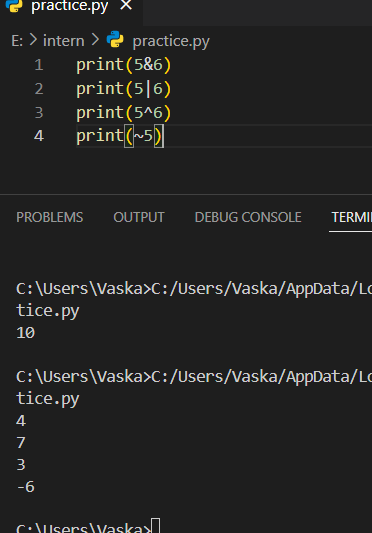 practice.py
E: > intern > practice.py
1 print(5&6)
2 print(5|6)
3 print(5^6)
4 print(~5)
PROBLEMS OUTPUT DEBUG CONSOLE TERMI
C:\Users\Vaska>C:/Users/Vaska/AppData/Lo
tice.py
10
C:\Users\Vaska>C:/Users/Vaska/AppData/Lo
tice.py
4
7
3
-6
C:\Users\Vaska>